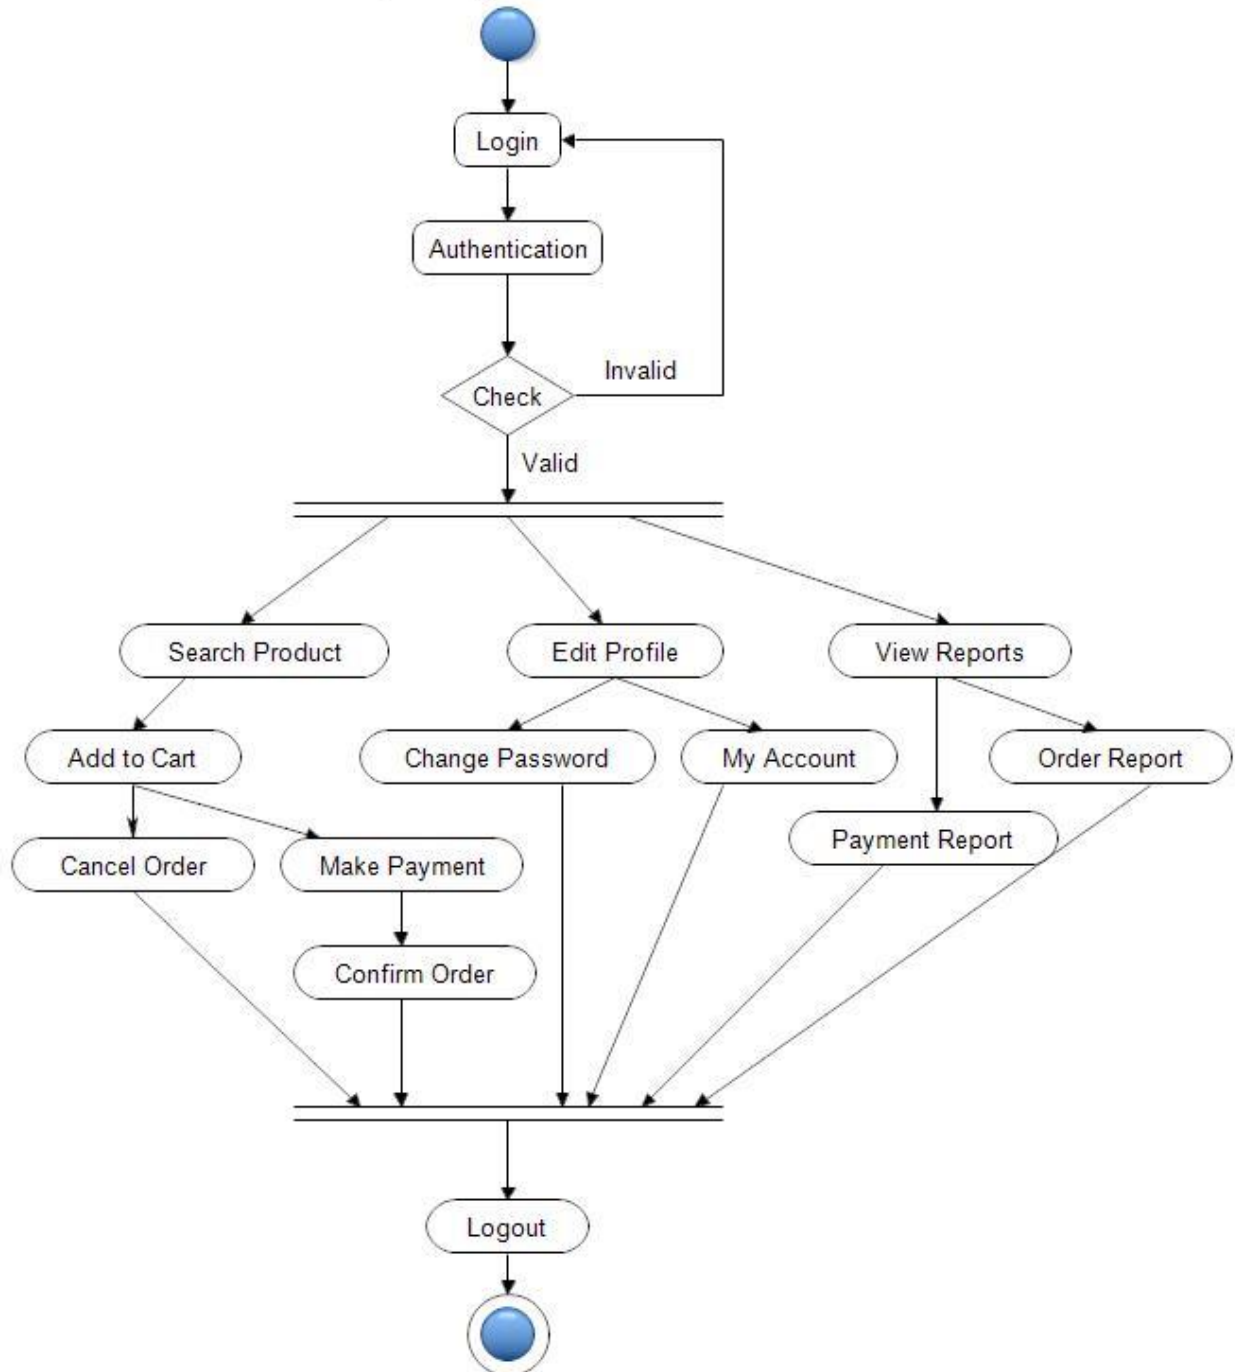 Login
Authentication
Invalid
Check
Valid
Search Product
Edit Profile
View Reports
Add to Cart
Change Password
My Account
Order Report
Payment Report
Cancel Order
Make Payment
Confirm Order
Logout